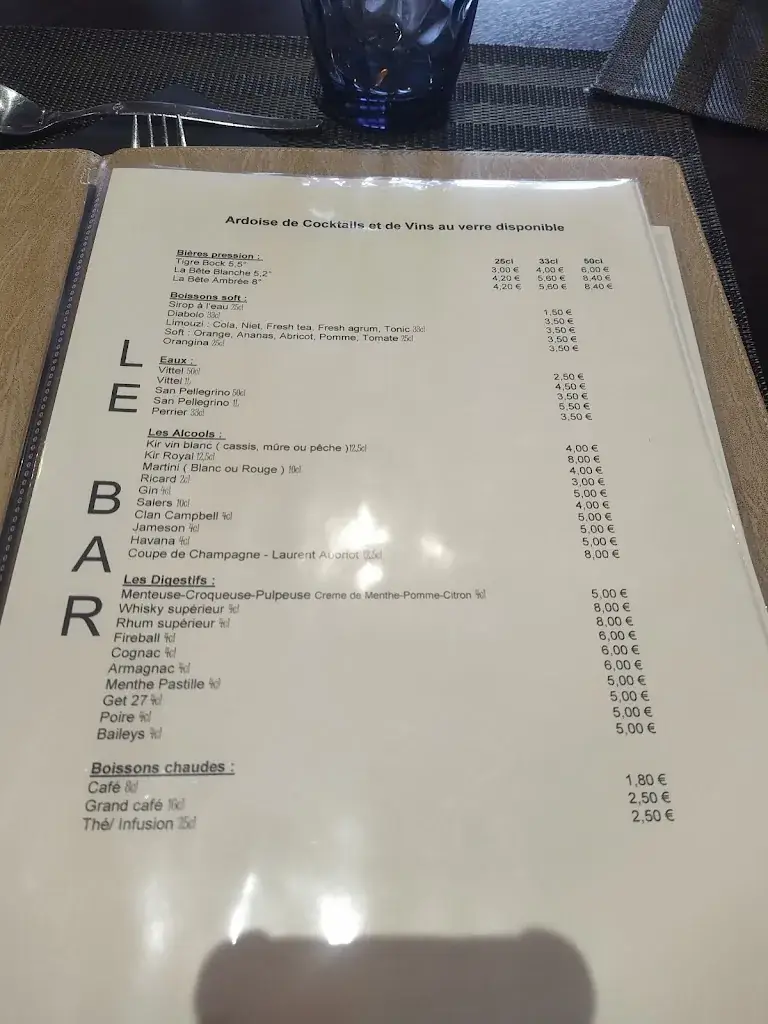 Ardoise de Cocktails et de Vins au verre disponible
Bières pression : 25cl 33cl 50cl
Tigre Bock 5,5° 3,00 € 4,00 € 6,00 €
La Bête Blanche 5,2° 4,20 € 5,60 € 8,40 €
La Bête Ambrée 8° 4,20 € 5,60 € 8,40 €
Boissons soft :
Sirop à l'eau 25cl 1,50 €
Diabolo 33cl 3,50 €
Limouzi : Cola, Niet, Fresh tea, Fresh agrum, Tonic 33cl 3,50 €
Soft : Orange, Ananas, Abricot, Pomme, Tomate 25cl 3,50 €
Orangina 25cl 3,50 €
Eaux :
Vittel 50cl 2,50 €
Vittel 1L 4,50 €
San Pellegrino 50cl 3,50 €
San Pellegrino 1L 5,50 €
Perrier 33cl 3,50 €
Les Alcools :
Kir vin blanc ( cassis, mûre ou pêche )12,5cl 4,00 €
Kir Royal 12,5cl 8,00 €
Martini ( Blanc ou Rouge ) 10cl 4,00 €
Ricard 2cl 3,00 €
Gin 4cl 5,00 €
Salers 10cl 4,00 €
Clan Campbell 4cl 5,00 €
Jameson 4cl 5,00 €
Havana 4cl 5,00 €
Coupe de Champagne - Laurent 12,5cl 8,00 €
Les Digestifs :
Menteuse-Croqueuse-Pulpeuse Creme de Menthe-Pomme-Citron 4cl 5,00 €
Whisky supérieur 4cl 8,00 €
Rhum supérieur 4cl 8,00 €
Fireball 4cl 6,00 €
Cognac 4cl 6,00 €
Armagnac 4cl 6,00 €
Menthe Pastille 4cl 5,00 €
Get 27 4cl 5,00 €
Poire 4cl 5,00 €
Baileys 4cl 5,00 €
Boissons chaudes :
Café 8cl 1,80 €
Grand café 16cl 2,50 €
Thé/ Infusion 25cl 2,50 €
LE
BAR